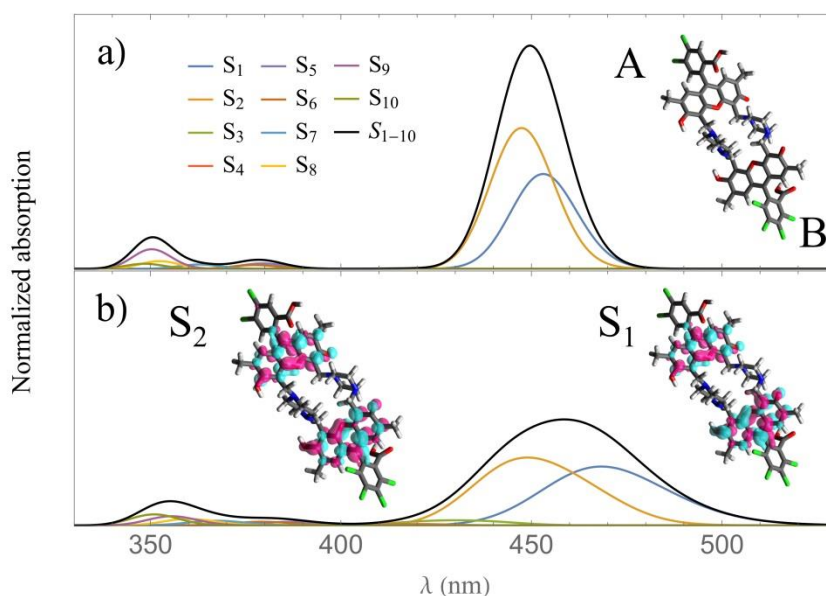 a)
S₁ S₅ S₉
S₂ S₆ S₁₀
S₃ S₇ S₁₋₁₀
S₄ S₈
A
B
Normalized absorption
b)
S₂
S₁
350 400 450 500
λ (nm)